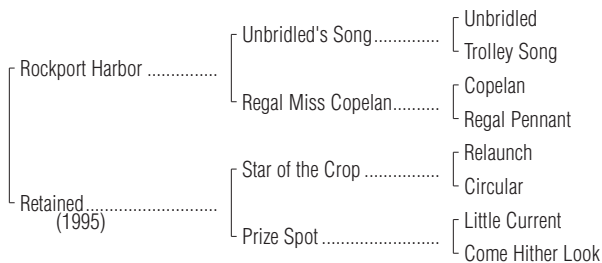 Unbridled
Unbridled's Song..............
Trolley Song
Rockport Harbor ...............
Copelan
Regal Miss Copelan..........
Regal Pennant
Relaunch
Star of the Crop ................
Circular
Retained............................
(1995)
Little Current
Prize Spot.........................
Come Hither Look